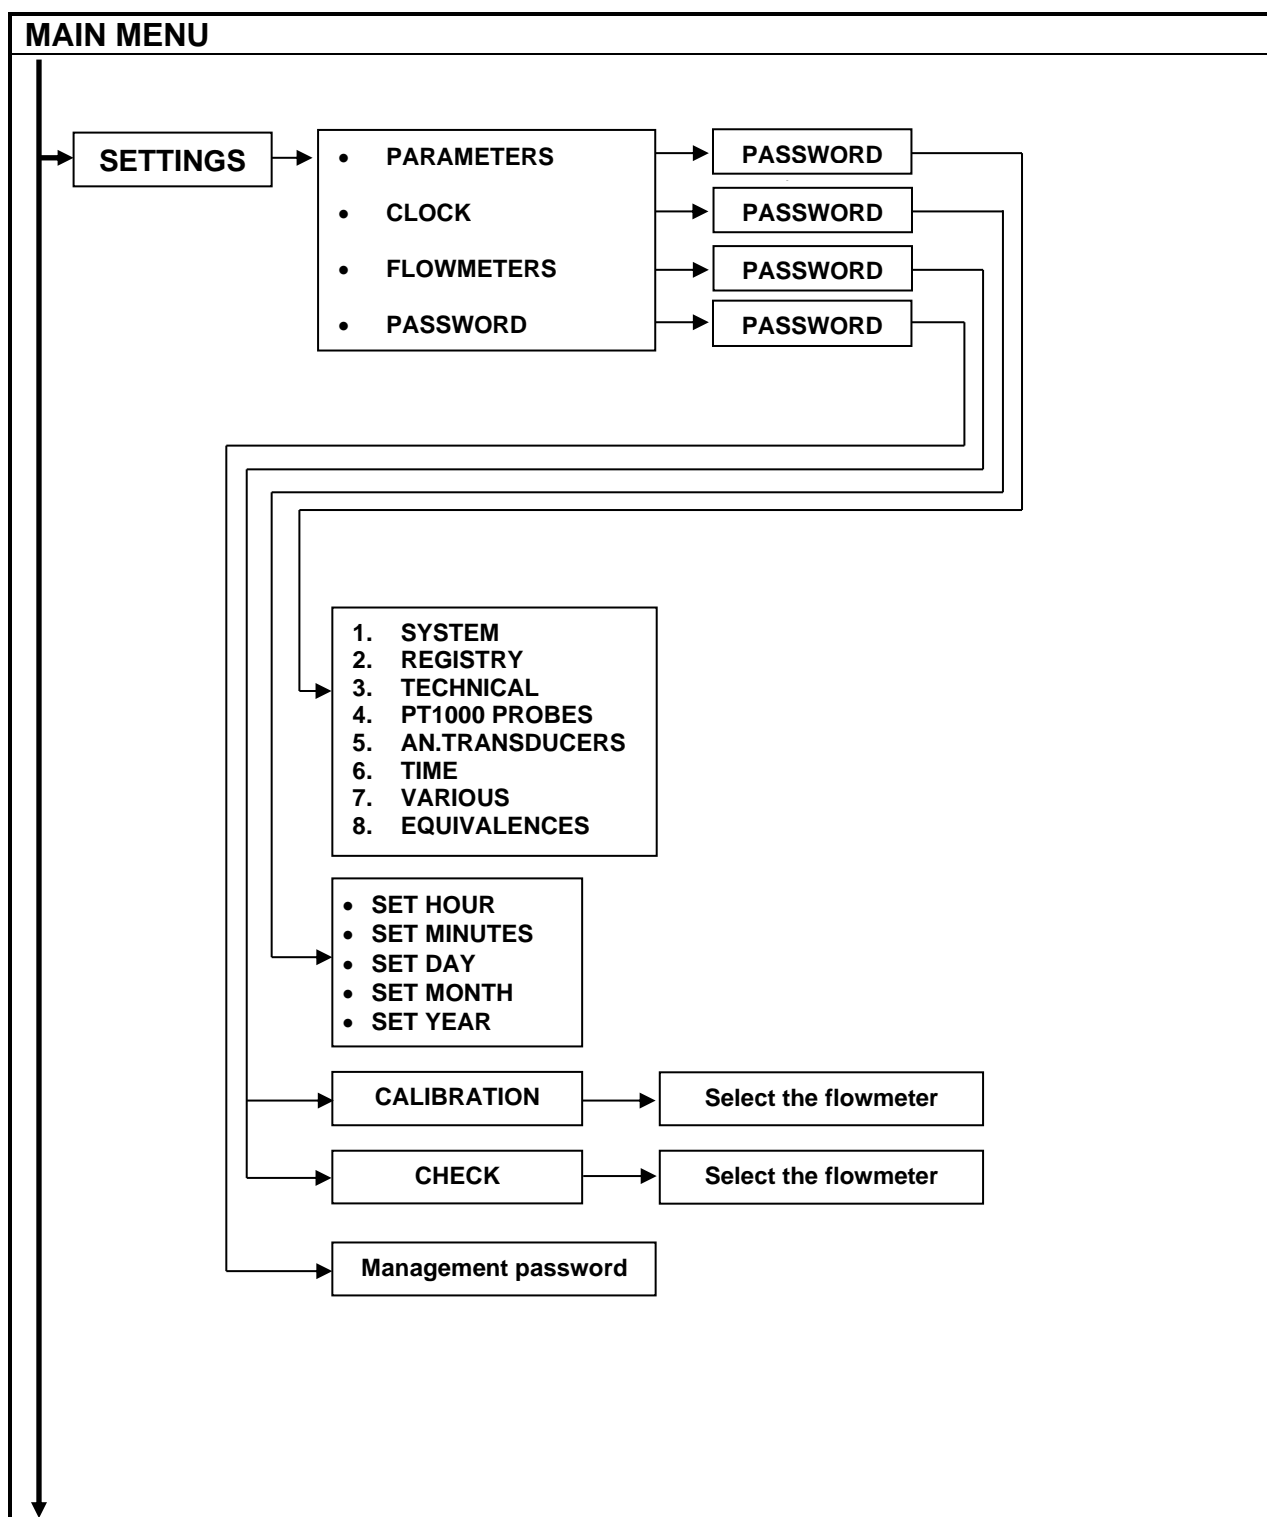 MAIN MENU
SETTINGS
• PARAMETERS
• CLOCK
• FLOWMETERS
• PASSWORD
PASSWORD
PASSWORD
PASSWORD
PASSWORD
1. SYSTEM
2. REGISTRY
3. TECHNICAL
4. PT1000 PROBES
5. AN.TRANSDUCERS
6. TIME
7. VARIOUS
8. EQUIVALENCES
• SET HOUR
• SET MINUTES
• SET DAY
• SET MONTH
• SET YEAR
CALIBRATION
Select the flowmeter
CHECK
Select the flowmeter
Management password